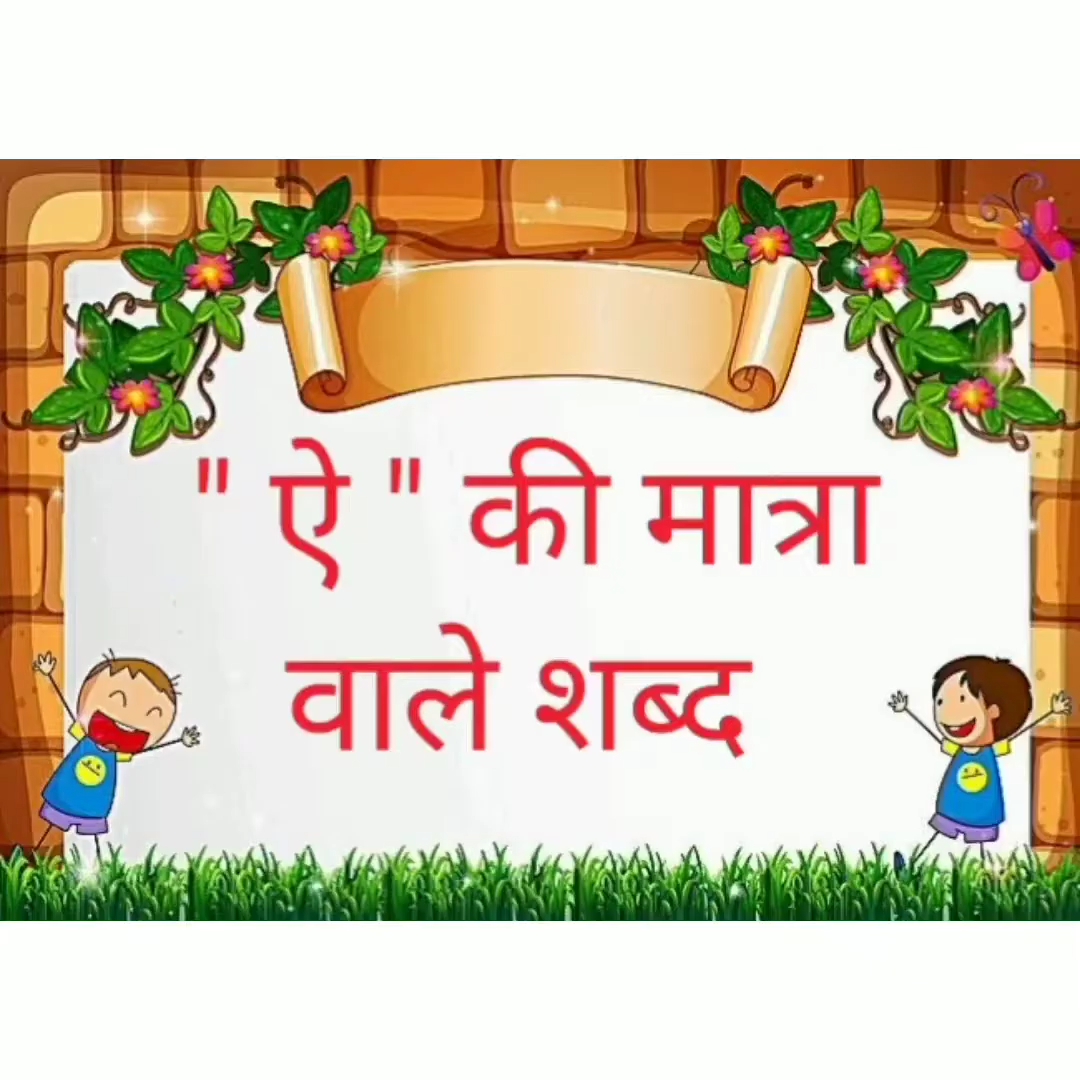 " ऐ " की मात्रा
वाले शब्द